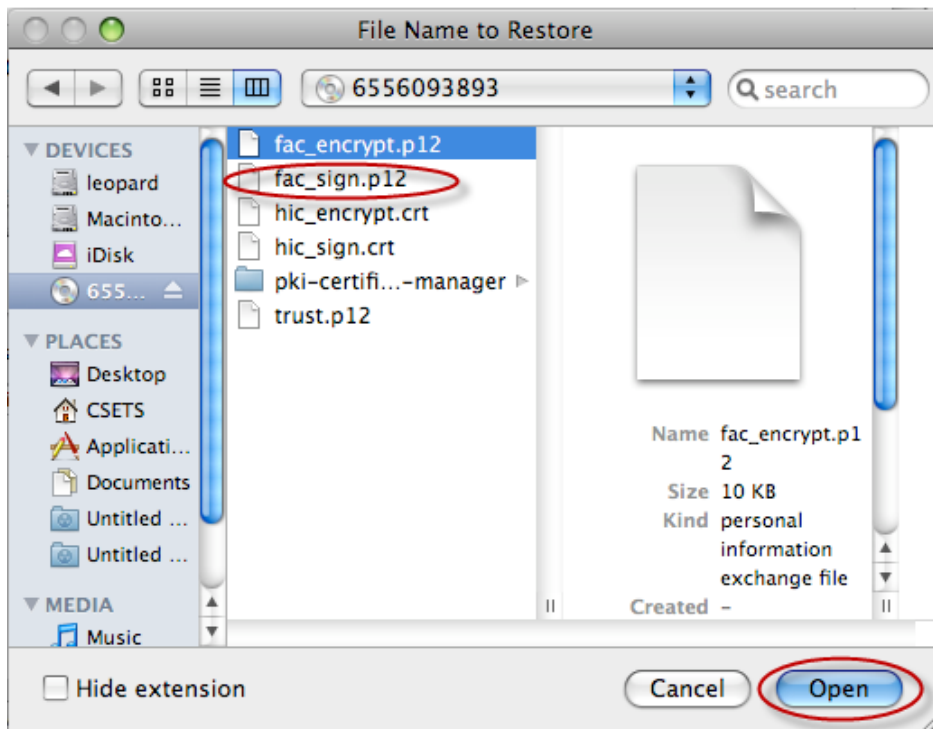 File Name to Restore
6556093893
search
DEVICES
leopard
Macinto...
iDisk
655...
PLACES
Desktop
CSETS
Applicati...
Documents
Untitled ...
Untitled ...
MEDIA
Music
fac_encrypt.p12
fac_sign.p12
hic_encrypt.crt
hic_sign.crt
pki-certifi...-manager
trust.p12
Name fac_encrypt.p1
2
Size 10 KB
Kind personal
information
exchange file
Created –
Hide extension
Cancel
Open